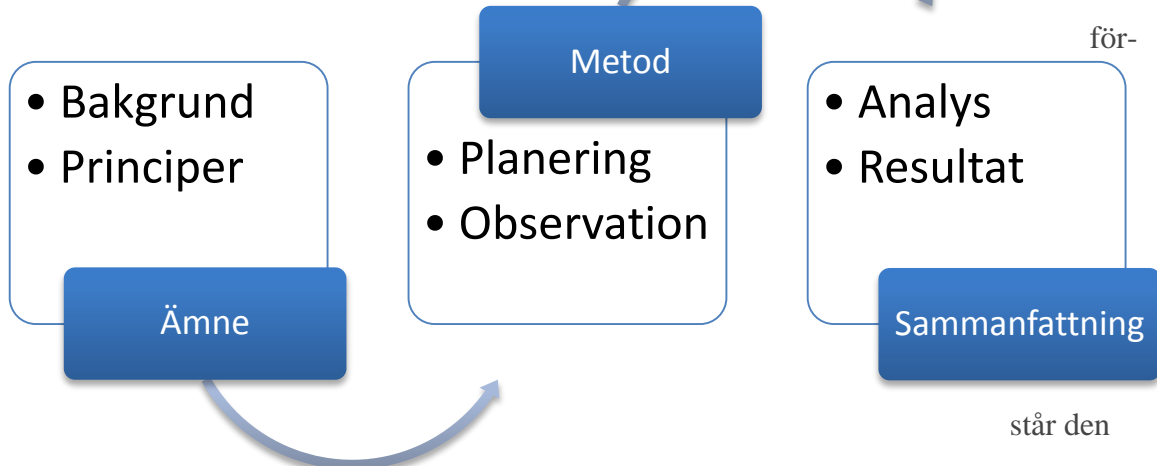 för-
• Bakgrund
• Principer
Ämne
Metod
• Planering
• Observation
• Analys
• Resultat
Sammanfattning
står den